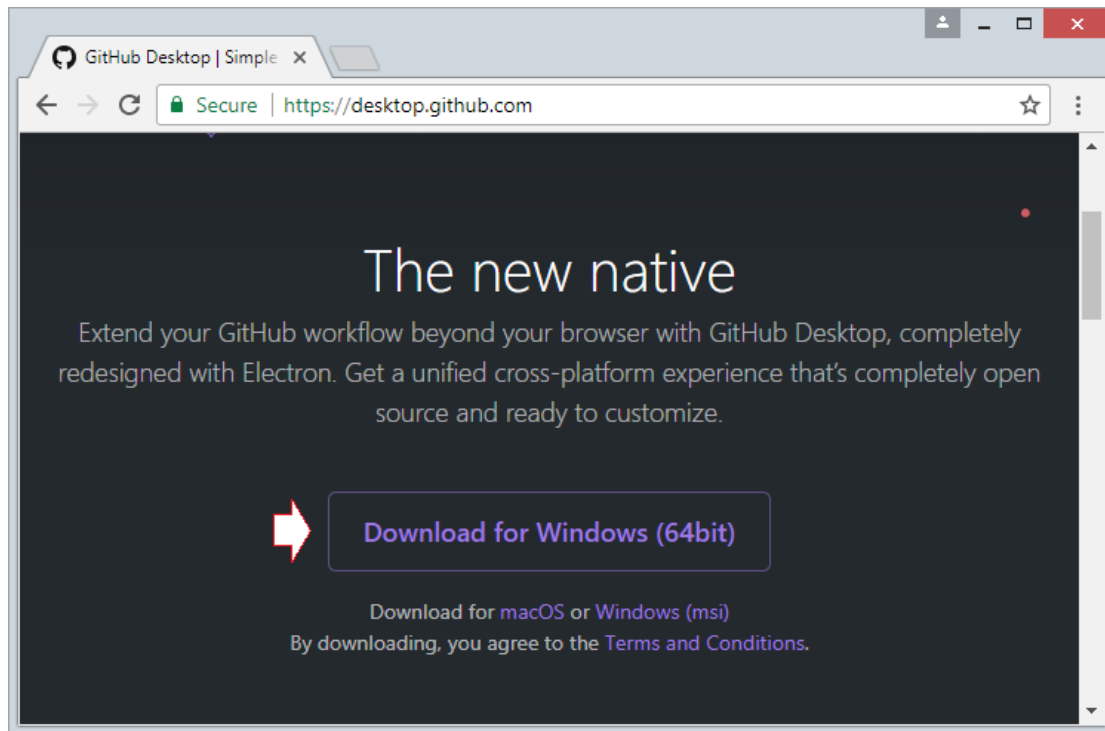 GitHub Desktop | Simple
Secure | https://desktop.github.com
The new native
Extend your GitHub workflow beyond your browser with GitHub Desktop, completely
redesigned with Electron. Get a unified cross-platform experience that's completely open
source and ready to customize.
Download for Windows (64bit)
Download for macOS or Windows (msi)
By downloading, you agree to the Terms and Conditions.